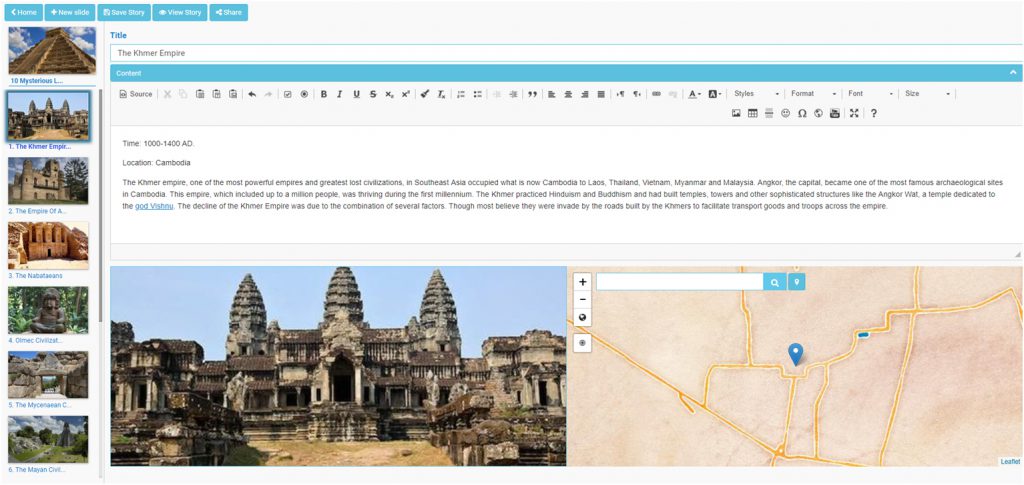 Home
New slide
Save Story
View Story
Share
10 Mysterious L...
1. The Khmer Empir...
2. The Empire Of A...
3. The Nabataeans
4. Olmec Civilizat...
5. The Mycenaean C...
6. The Mayan Civil...
Title
The Khmer Empire
Content
Source
Styles
Format
Font
Size
Time: 1000-1400 AD.
Location: Cambodia
The Khmer empire, one of the most powerful empires and greatest lost civilizations, in Southeast Asia occupied what is now Cambodia to Laos, Thailand, Vietnam, Myanmar and Malaysia. Angkor, the capital, became one of the most famous archaeological sites
in Cambodia. This empire, which included up to a million people, was thriving during the first millennium. The Khmer practiced Hinduism and Buddhism and had built temples, towers and other sophisticated structures like the Angkor Wat, a temple dedicated to
the god Vishnu. The decline of the Khmer Empire was due to the combination of several factors. Though most believe they were invade by the roads built by the Khmers to facilitate transport goods and troops across the empire.
Leaflet